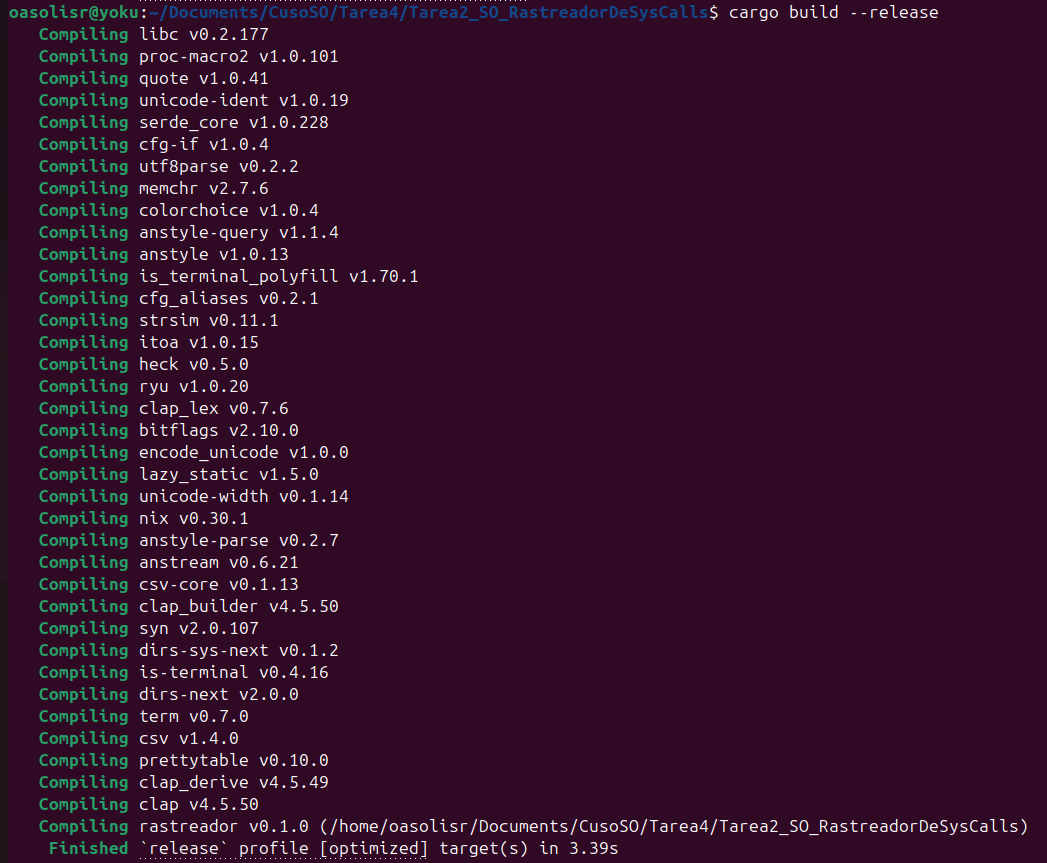 oasolisr@yoku:~/Documents/CusoSO/Tarea4/Tarea2_SO_RastreadorDeSysCalls$ cargo build --release
Compiling libc v0.2.177
Compiling proc-macro2 v1.0.101
Compiling quote v1.0.41
Compiling unicode-ident v1.0.19
Compiling serde_core v1.0.228
Compiling cfg-if v1.0.4
Compiling utf8parse v0.2.2
Compiling memchr v2.7.6
Compiling colorchoice v1.0.4
Compiling anstyle-query v1.1.4
Compiling anstyle v1.0.13
Compiling is_terminal_polyfill v1.70.1
Compiling cfg_aliases v0.2.1
Compiling strsim v0.11.1
Compiling itoa v1.0.15
Compiling heck v0.5.0
Compiling ryu v1.0.20
Compiling clap_lex v0.7.6
Compiling bitflags v2.10.0
Compiling encode_unicode v1.0.0
Compiling lazy_static v1.5.0
Compiling unicode-width v0.1.14
Compiling nix v0.30.1
Compiling anstyle-parse v0.2.7
Compiling anstream v0.6.21
Compiling csv-core v0.1.13
Compiling clap_builder v4.5.50
Compiling syn v2.0.107
Compiling dirs-sys-next v0.1.2
Compiling is-terminal v0.4.16
Compiling dirs-next v2.0.0
Compiling term v0.7.0
Compiling csv v1.4.0
Compiling prettytable v0.10.0
Compiling clap_derive v4.5.49
Compiling clap v4.5.50
Compiling rastreador v0.1.0 (/home/oasolisr/Documents/CusoSO/Tarea4/Tarea2_SO_RastreadorDeSysCalls)
Finished `release` profile [optimized] target(s) in 3.39s